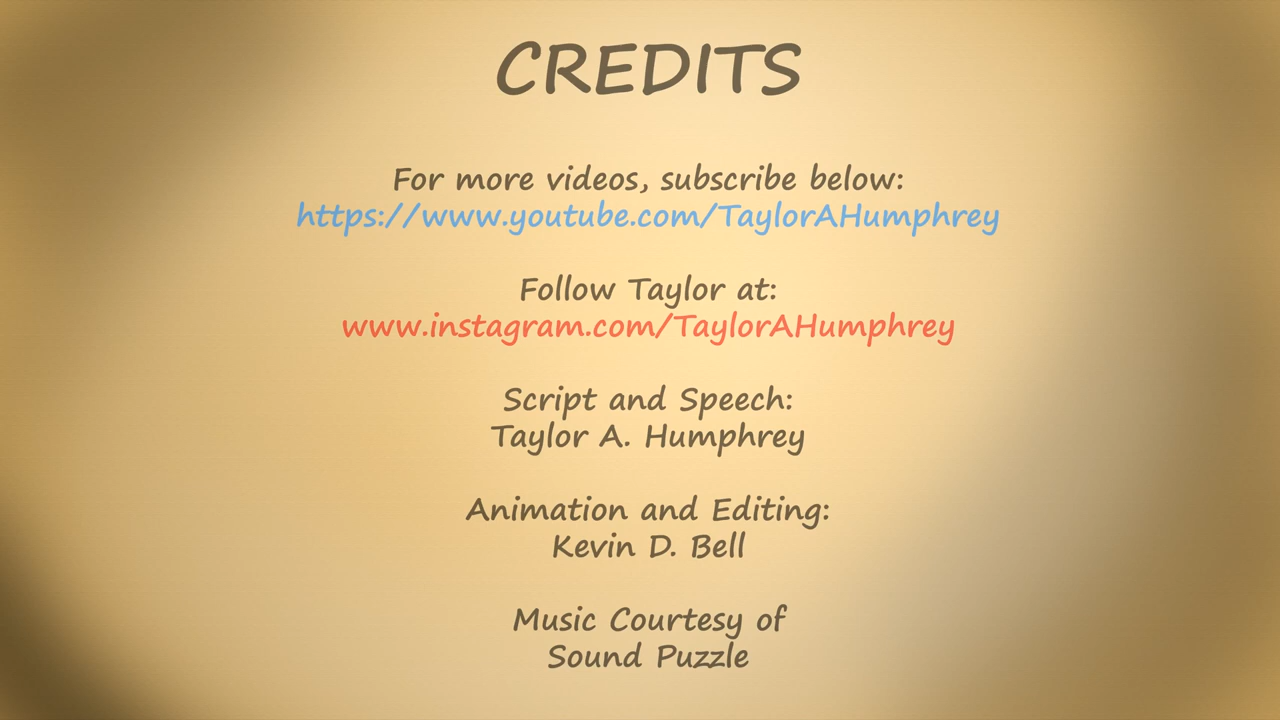 CREDITS
For more videos, subscribe below:
https://www.youtube.com/TaylorAHumphrey
Follow Taylor at:
www.instagram.com/TaylorAHumphrey
Script and Speech:
Taylor A. Humphrey
Animation and Editing:
Kevin D. Bell
Music Courtesy of
Sound Puzzle